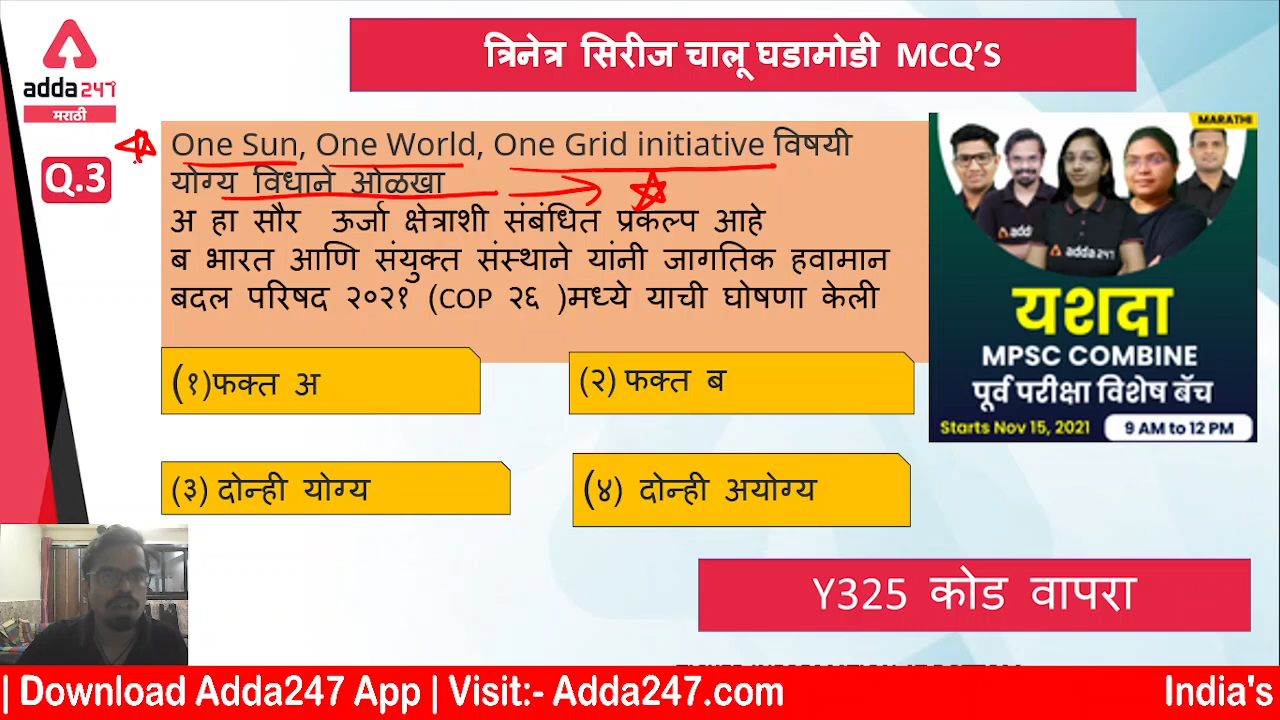 adda247
मराठी
त्रिनेत्र सिरीज चालू घडामोडी MCQ'S
Q.3
One Sun, One World, One Grid initiative विषयी
योग्य विधाने ओळखा
अ हा सौर ऊर्जा क्षेत्राशी संबंधित प्रकल्प आहे
ब भारत आणि संयुक्त संस्थाने यांनी जागतिक हवामान
बदल परिषद २०२१ (COP २६ )मध्ये याची घोषणा केली
(१)फक्त अ
(२) फक्त ब
(३) दोन्ही योग्य
(४) दोन्ही अयोग्य
MARATHI
adda247
adda247
यशदा
MPSC COMBINE
पूर्व परीक्षा विशेष बॅच
Starts Nov 15, 2021 9 AM to 12 PM
Y325 कोड वापरा
| Download Adda247 App | Visit:- Adda247.com India's